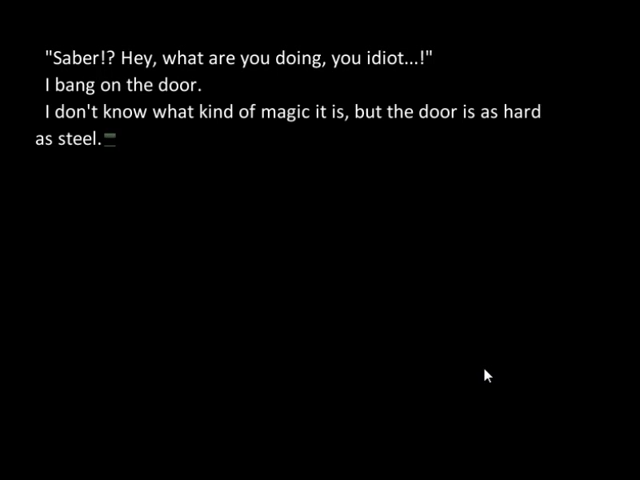 "Saber!? Hey, what are you doing, you idiot...!"
I bang on the door.
I don't know what kind of magic it is, but the door is as hard
as steel.